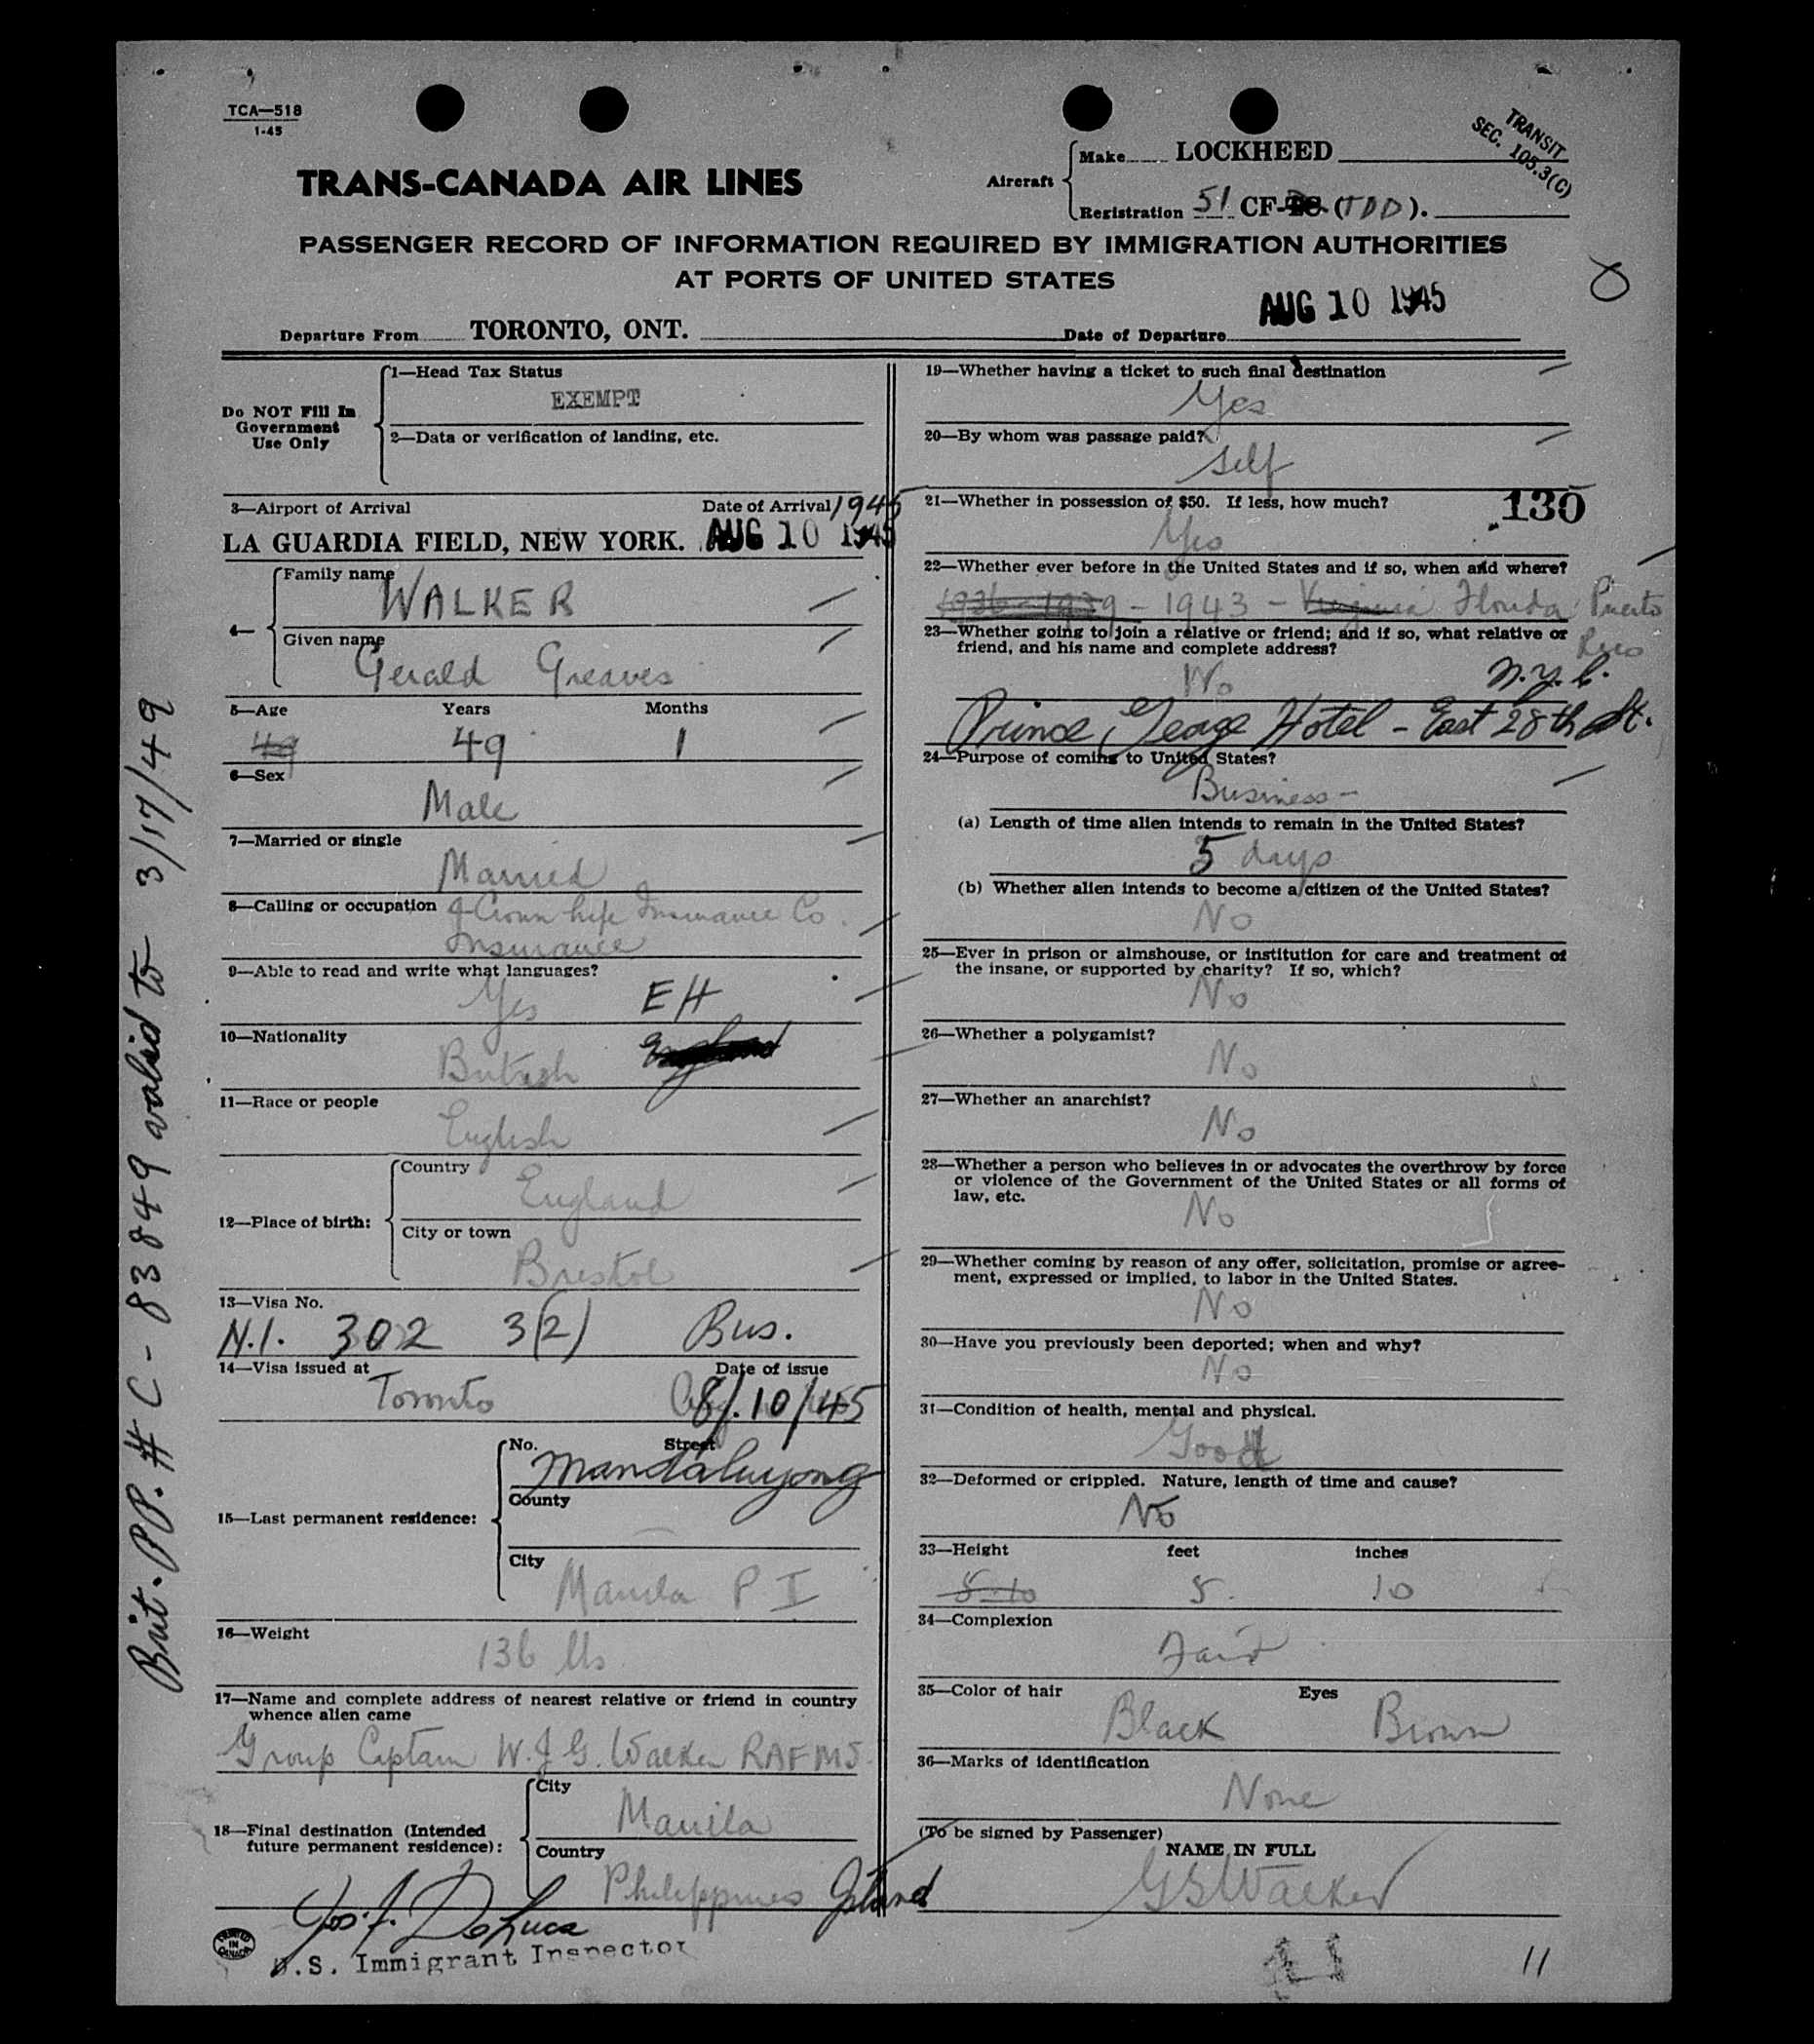 TCA—518
1-45
TRANS-CANADA AIR LINES
Aircraft
Make LOCKHEED
Registration 51 CF- (TDD).
TRANSIT
SEC. 105.3(C)
PASSENGER RECORD OF INFORMATION REQUIRED BY IMMIGRATION AUTHORITIES
AT PORTS OF UNITED STATES
Departure From TORONTO, ONT. Date of Departure AUG 10 1945
Do NOT Fill In
Government
Use Only
1—Head Tax Status
EXEMPT
2—Data or verification of landing, etc.
3—Airport of Arrival Date of Arrival 1945
LA GUARDIA FIELD, NEW YORK. AUG 10 1945
4—
Family name
WALKER
Given name
Gerald Greaves
5—Age Years Months
49 49 1
6—Sex
Male
7—Married or single
Married
8—Calling or occupation Crown Life Insurance Co.
Insurance
9—Able to read and write what languages?
Yes EH
10—Nationality
British England
11—Race or people
English
12—Place of birth:
Country
England
City or town
Bristol
13—Visa No.
N.I. 302 3(2) Bus.
14—Visa issued at Date of issue
Toronto 8/10/45
15—Last permanent residence:
No. Street
Mandaluyong
County
—
City
Manila P I
16—Weight
136 lbs
17—Name and complete address of nearest relative or friend in country
whence alien came
Group Captain W.J.G. Walker RAF MS
18—Final destination (Intended
future permanent residence):
City
Manila
Country
Philippines Island
Jos. J. DeLuca
U.S. Immigrant Inspector
PRINTED
IN
CANADA
Brit. PP. # C - 83849 valid to 3/17/49
19—Whether having a ticket to such final destination
Yes
20—By whom was passage paid?
Self
21—Whether in possession of $50. If less, how much?
130
Yes
22—Whether ever before in the United States and if so, when and where?
1936 - 1939 - 1943 - Virginia Florida Puerto
Rico
23—Whether going to join a relative or friend; and if so, what relative or
friend, and his name and complete address?
No N.Y.C.
Prince George Hotel - East 28th St.
24—Purpose of coming to United States?
Business -
(a) Length of time alien intends to remain in the United States?
5 days
(b) Whether alien intends to become a citizen of the United States?
No
25—Ever in prison or almshouse, or institution for care and treatment of
the insane, or supported by charity? If so, which?
No
26—Whether a polygamist?
No
27—Whether an anarchist?
No
28—Whether a person who believes in or advocates the overthrow by force
or violence of the Government of the United States or all forms of
law, etc.
No
29—Whether coming by reason of any offer, solicitation, promise or agree-
ment, expressed or implied, to labor in the United States.
No
30—Have you previously been deported; when and why?
No
31—Condition of health, mental and physical.
Good
32—Deformed or crippled. Nature, length of time and cause?
No
33—Height feet inches
5-10 5. 10
34—Complexion
Fair
35—Color of hair Eyes
Black Brown
36—Marks of identification
None
(To be signed by Passenger)
NAME IN FULL
GGWalker
11
11